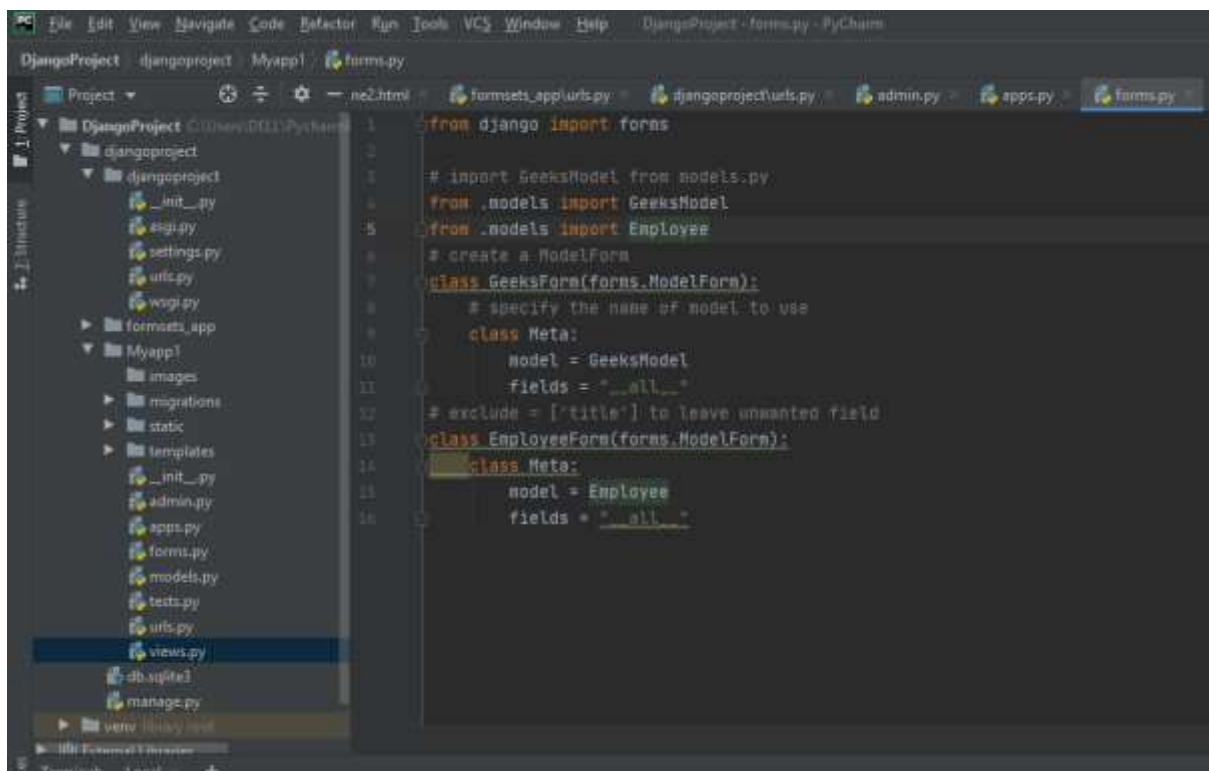 File Edit View Navigate Code Refactor Run Tools VCS Window Help DjangoProject - forms.py - PyCharm
DjangoProject djangoproject Myapp1 forms.py
Project
ne2.html formsets_app\urls.py djangoproject\urls.py admin.py apps.py forms.py
1: Project
Z: Structure
DjangoProject
djangoproject
djangoproject
__init__.py
asgi.py
settings.py
urls.py
wsgi.py
formsets_app
Myapp1
images
migrations
static
templates
__init__.py
admin.py
apps.py
forms.py
models.py
tests.py
urls.py
views.py
db.sqlite3
manage.py
venv library root
External Libraries
1 from django import forms
2
3 # import GeeksModel from models.py
4 from .models import GeeksModel
5 from .models import Employee
6 # create a ModelForm
7 class GeeksForm(forms.ModelForm):
8 # specify the name of model to use
9 class Meta:
10 model = GeeksModel
11 fields = "__all__"
12 # exclude = ['title'] to leave unwanted field
13 class EmployeeForm(forms.ModelForm):
14 class Meta:
15 model = Employee
16 fields = "__all__"
Terminal: Local